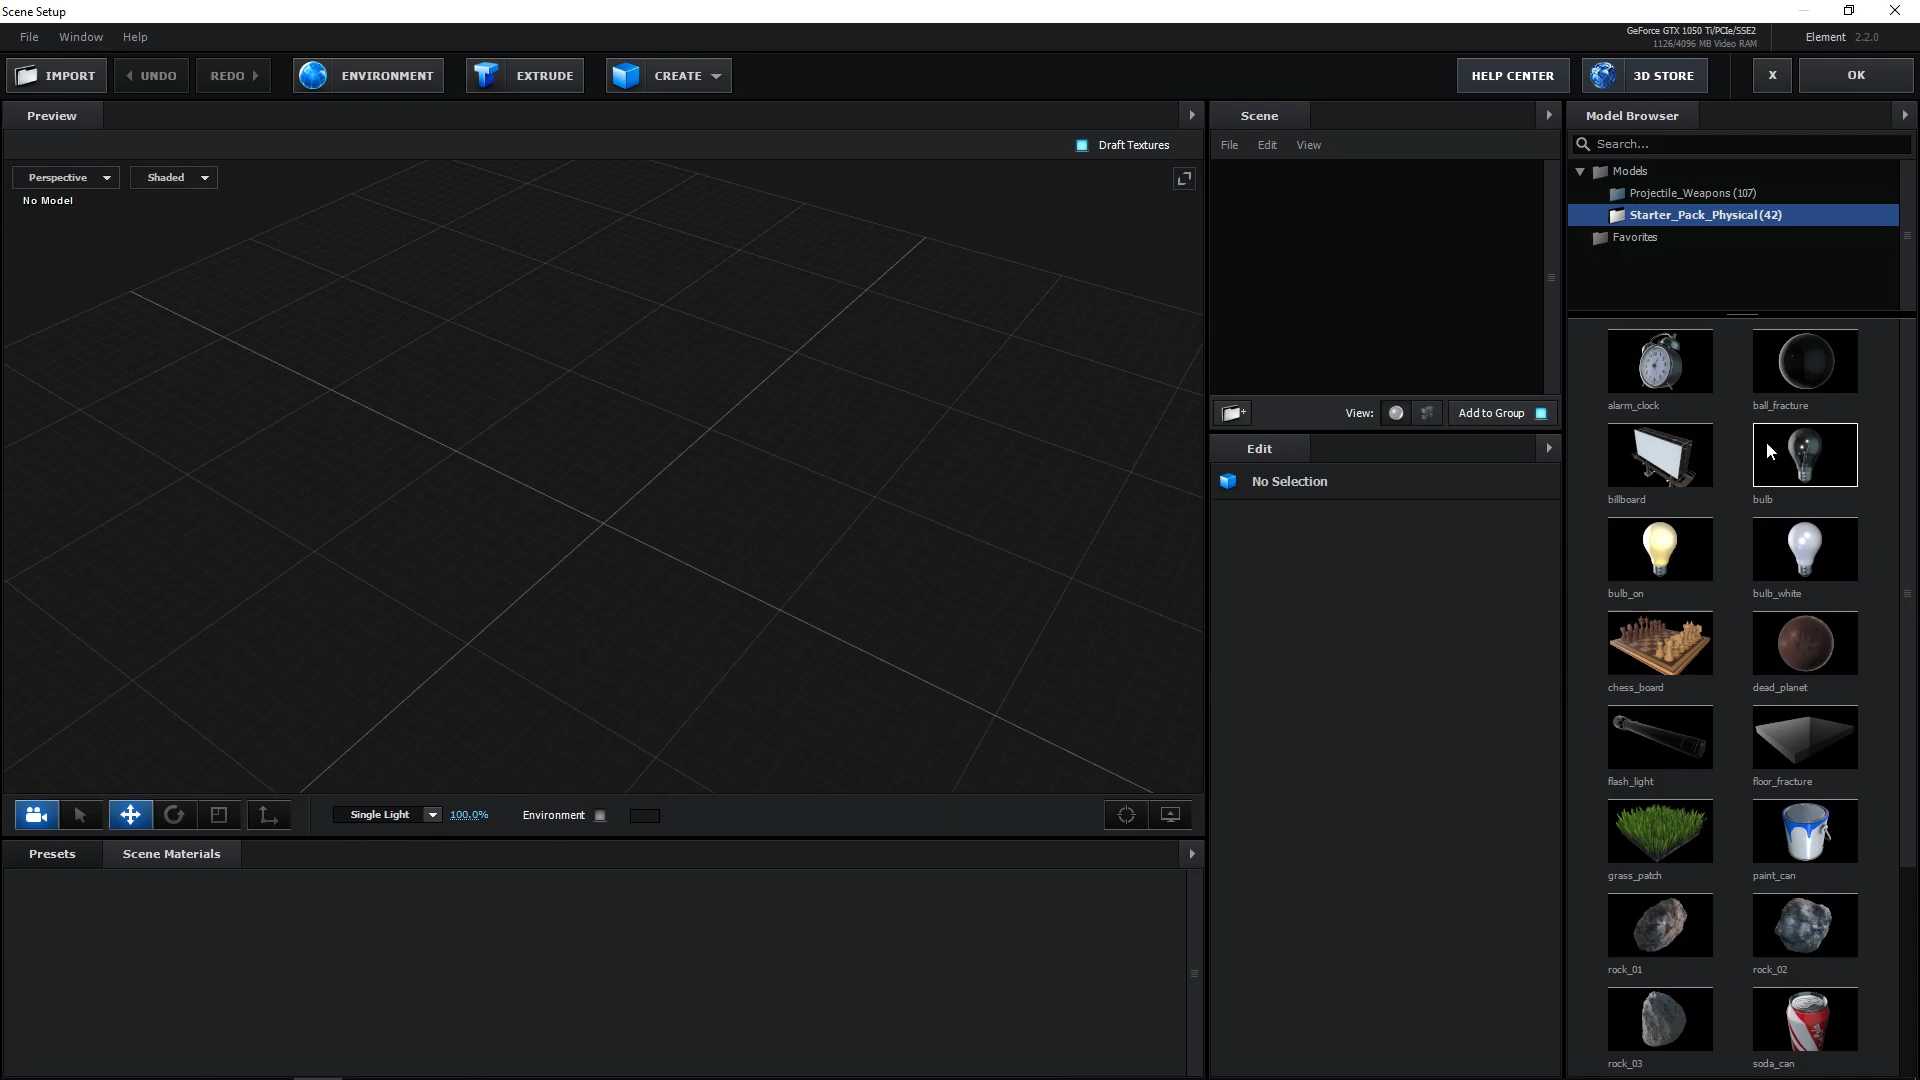 Scene Setup
File Window Help
GeForce GTX 1050 Ti/PCIe/SSE2
1126/4096 MB Video RAM
Element 2.2.0
IMPORT UNDO REDO ENVIRONMENT EXTRUDE CREATE HELP CENTER 3D STORE X OK
Preview
Draft Textures
Perspective Shaded
No Model
Single Light 100.0% Environment
Presets Scene Materials
Scene
File Edit View
View: Add to Group
Edit
No Selection
Model Browser
Search...
Models
Projectile_Weapons (107)
Starter_Pack_Physical (42)
Favorites
alarm_clock ball_fracture
billboard bulb
bulb_on bulb_white
chess_board dead_planet
flash_light floor_fracture
grass_patch paint_can
rock_01 rock_02
rock_03 soda_can